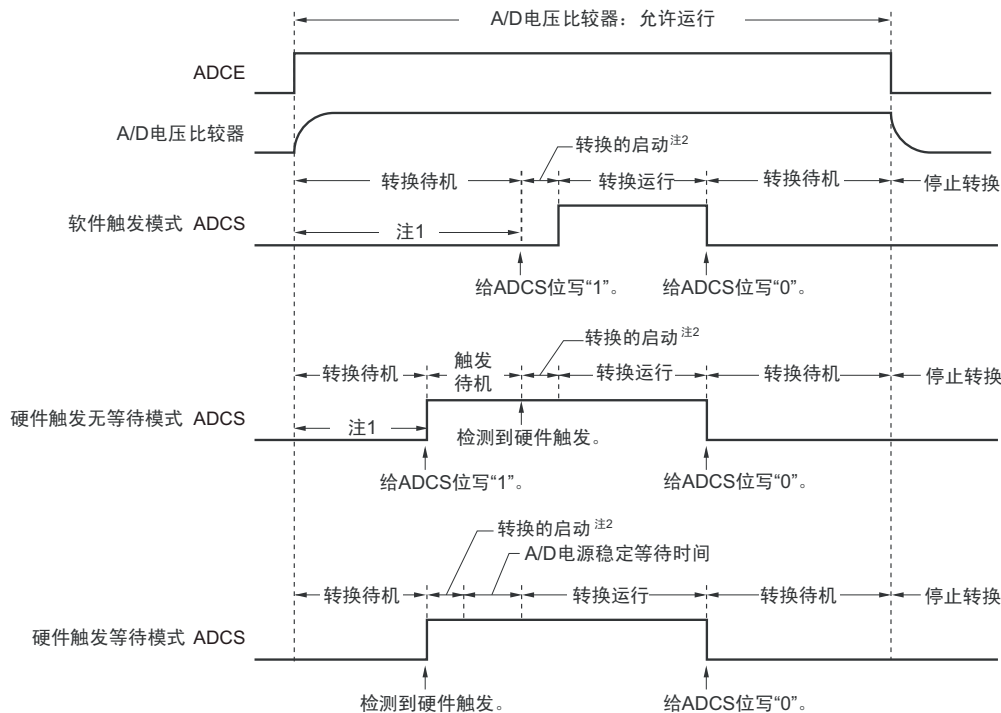 A/D电压比较器：允许运行
ADCE
A/D电压比较器
转换的启动注2
转换待机
转换运行
转换待机
停止转换
软件触发模式 ADCS
注1
给ADCS位写“1”。
给ADCS位写“0”。
转换的启动注2
转换待机
触发
待机
转换运行
转换待机
停止转换
硬件触发无等待模式 ADCS
注1
检测到硬件触发。
给ADCS位写“1”。
给ADCS位写“0”。
转换的启动注2
A/D电源稳定等待时间
转换待机
转换运行
转换待机
停止转换
硬件触发等待模式 ADCS
检测到硬件触发。
给ADCS位写“0”。